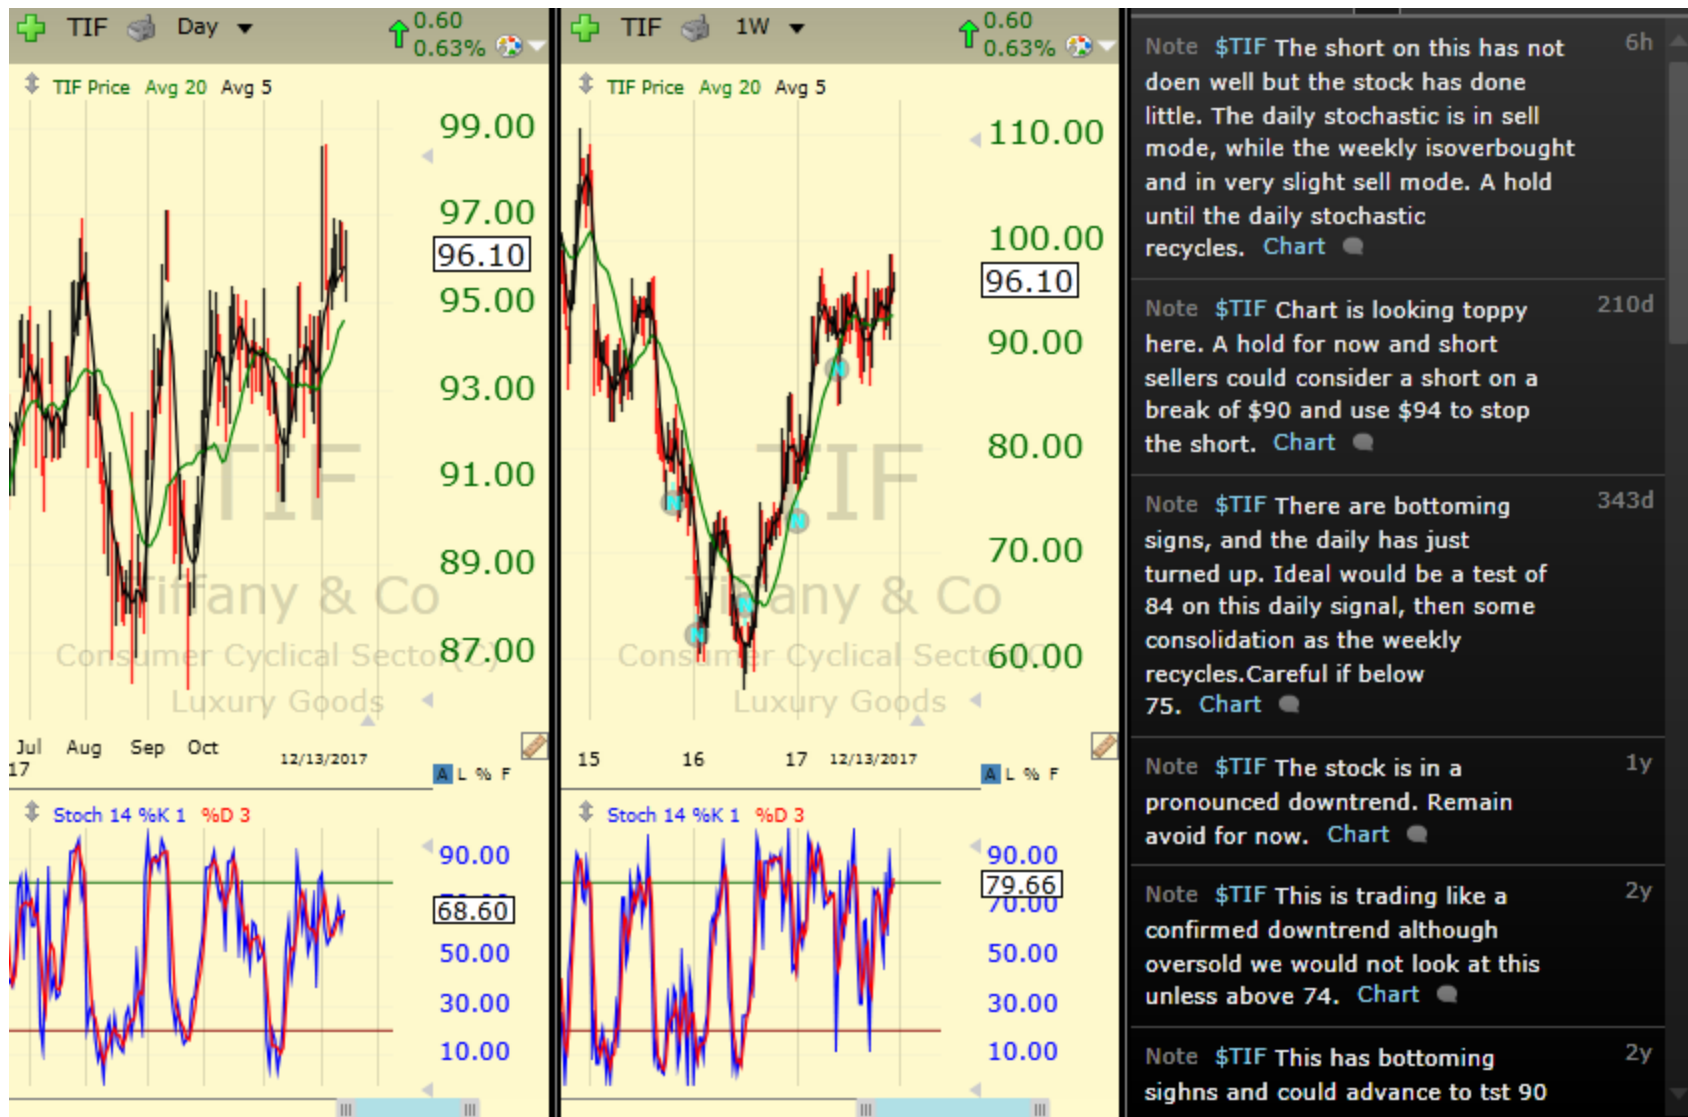 TIF Day 0.60
0.63%
TIF Price Avg 20 Avg 5
99.00
97.00
96.10
95.00
93.00
91.00
89.00
87.00
TIF
Tiffany & Co
Consumer Cyclical Sector(C)
Luxury Goods
Jul Aug Sep Oct
17 12/13/2017
A L % F
Stoch 14 %K 1 %D 3
90.00
68.60
50.00
30.00
10.00
TIF 1W 0.60
0.63%
TIF Price Avg 20 Avg 5
110.00
100.00
96.10
90.00
80.00
70.00
60.00
TIF
Tiffany & Co
Consumer Cyclical Sector(C)
Luxury Goods
N
N
N
N
N
15 16 17 12/13/2017
A L % F
Stoch 14 %K 1 %D 3
90.00
79.66
70.00
50.00
30.00
10.00
Note $TIF The short on this has not 6h
doen well but the stock has done
little. The daily stochastic is in sell
mode, while the weekly isoverbought
and in very slight sell mode. A hold
until the daily stochastic
recycles. Chart
Note $TIF Chart is looking toppy 210d
here. A hold for now and short
sellers could consider a short on a
break of $90 and use $94 to stop
the short. Chart
Note $TIF There are bottoming 343d
signs, and the daily has just
turned up. Ideal would be a test of
84 on this daily signal, then some
consolidation as the weekly
recycles.Careful if below
75. Chart
Note $TIF The stock is in a 1y
pronounced downtrend. Remain
avoid for now. Chart
Note $TIF This is trading like a 2y
confirmed downtrend although
oversold we would not look at this
unless above 74. Chart
Note $TIF This has bottoming 2y
sighns and could advance to tst 90